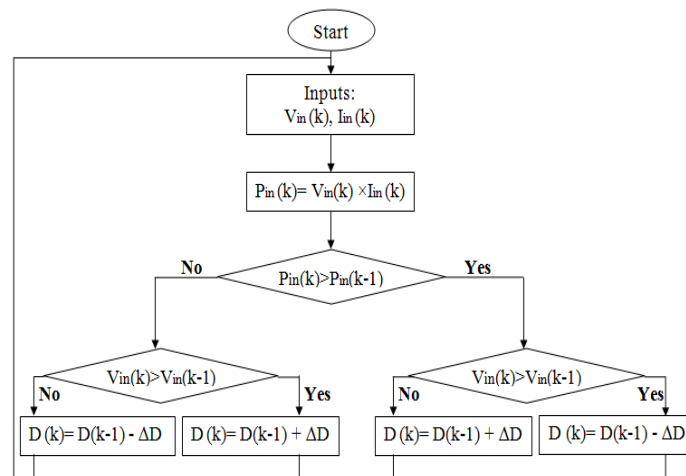 Start
Inputs:
Vin (k), Iin (k)
Pin (k)= Vin(k) ×Iin (k)
No
Yes
Pin(k)>Pin(k-1)
Vin(k)>Vin(k-1)
Vin(k)>Vin(k-1)
No
Yes
No
Yes
D (k)= D(k-1) - ΔD
D (k)= D(k-1) + ΔD
D (k)= D(k-1) + ΔD
D (k)= D(k-1) - ΔD